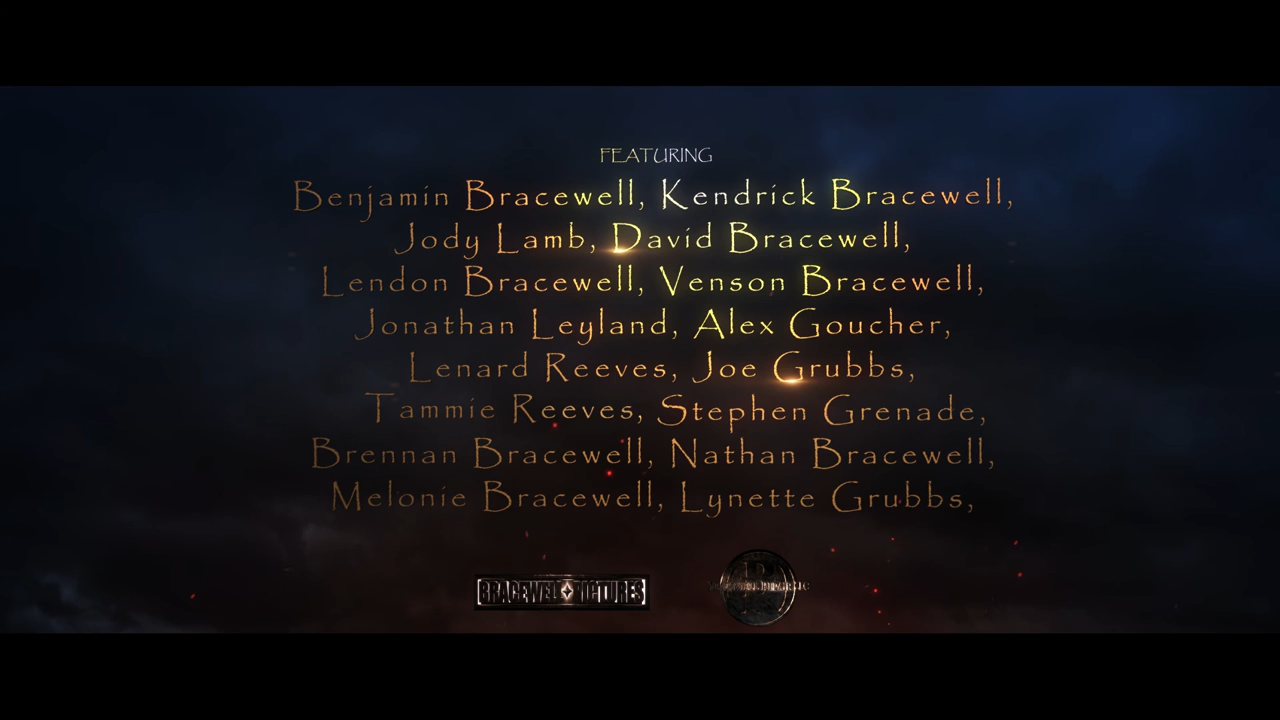 FEATURING
Benjamin Bracewell, Kendrick Bracewell,
Jody Lamb, David Bracewell,
Lendon Bracewell, Venson Bracewell,
Jonathan Leyland, Alex Goucher,
Lenard Reeves, Joe Grubbs,
Tammie Reeves, Stephen Grenade,
Brennan Bracewell, Nathan Bracewell,
Melonie Bracewell, Lynette Grubbs,
BRACEWELL PICTURES